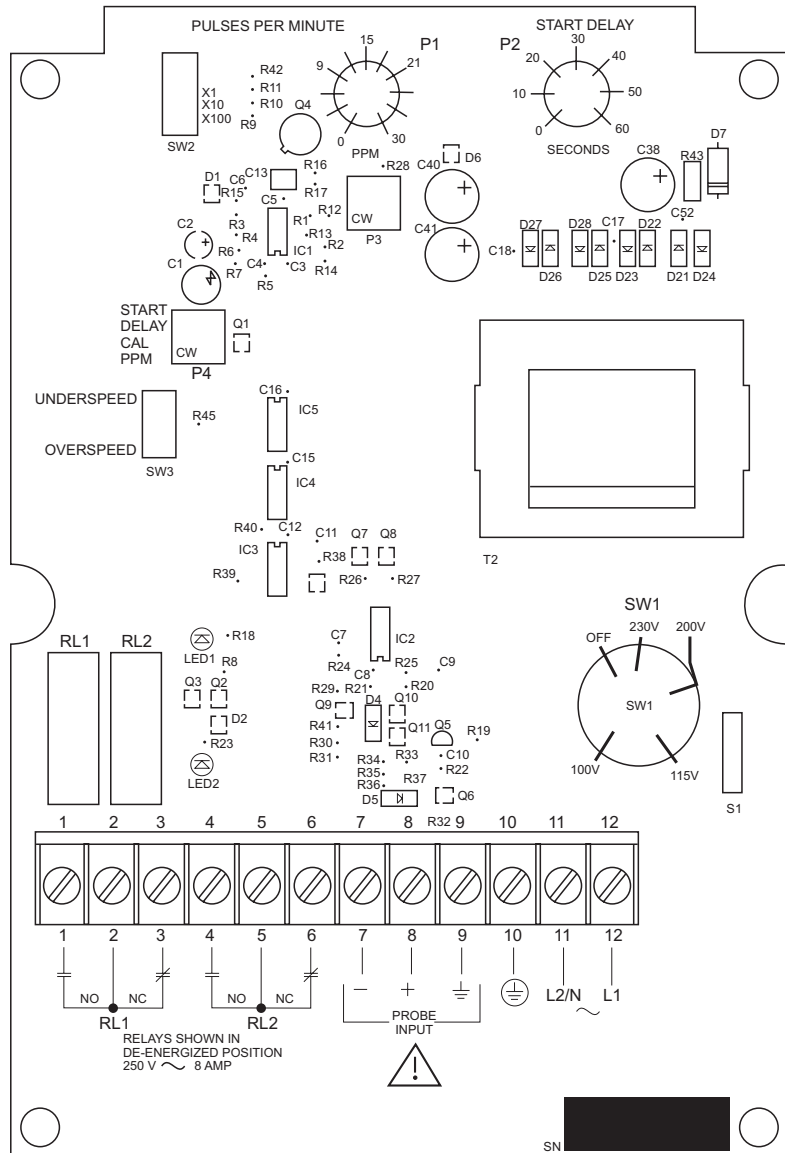 PULSES PER MINUTE
START DELAY
P1
P2
0
9
15
21
30
PPM
0
10
20
30
40
50
60
SECONDS
X1
X10
X100
SW2
R42
R11
R10
R9
Q4
R16
R17
R28
C40
D6
C38
R43
D7
D1
C6
C13
R15
C5
R1
R12
CW
P3
C41
C52
R3
R4
C2
R13
R2
IC1
R6
R7
C1
C4
C3
R14
R5
C18
D27
D28
C17
D22
D26
D25
D23
D21
D24
START
DELAY
CAL
PPM
CW
P4
Q1
UNDERSPEED
OVERSPEED
SW3
R45
C16
IC5
C15
IC4
R40
C12
C11
Q7
Q8
IC3
R38
R39
R26
R27
T2
RL1
RL2
LED1
R18
R8
Q3
Q2
D2
R23
LED2
C7
IC2
R24
C8
R25
C9
R29
R21
R20
D4
Q10
Q9
R41
Q11
Q5
R19
R30
R31
R34
R33
C10
R35
R37
R22
R36
D5
Q6
R32
SW1
OFF
230V
200V
SW1
100V
115V
S1
1 2 3 4 5 6 7 8 9 10 11 12
1 2 3 4 5 6 7 8 9 10 11 12
NO NC
NO NC
− + L2/N L1
RL1
RL2
PROBE
INPUT
RELAYS SHOWN IN
DE-ENERGIZED POSITION
250 V ~ 8 AMP
!
SN